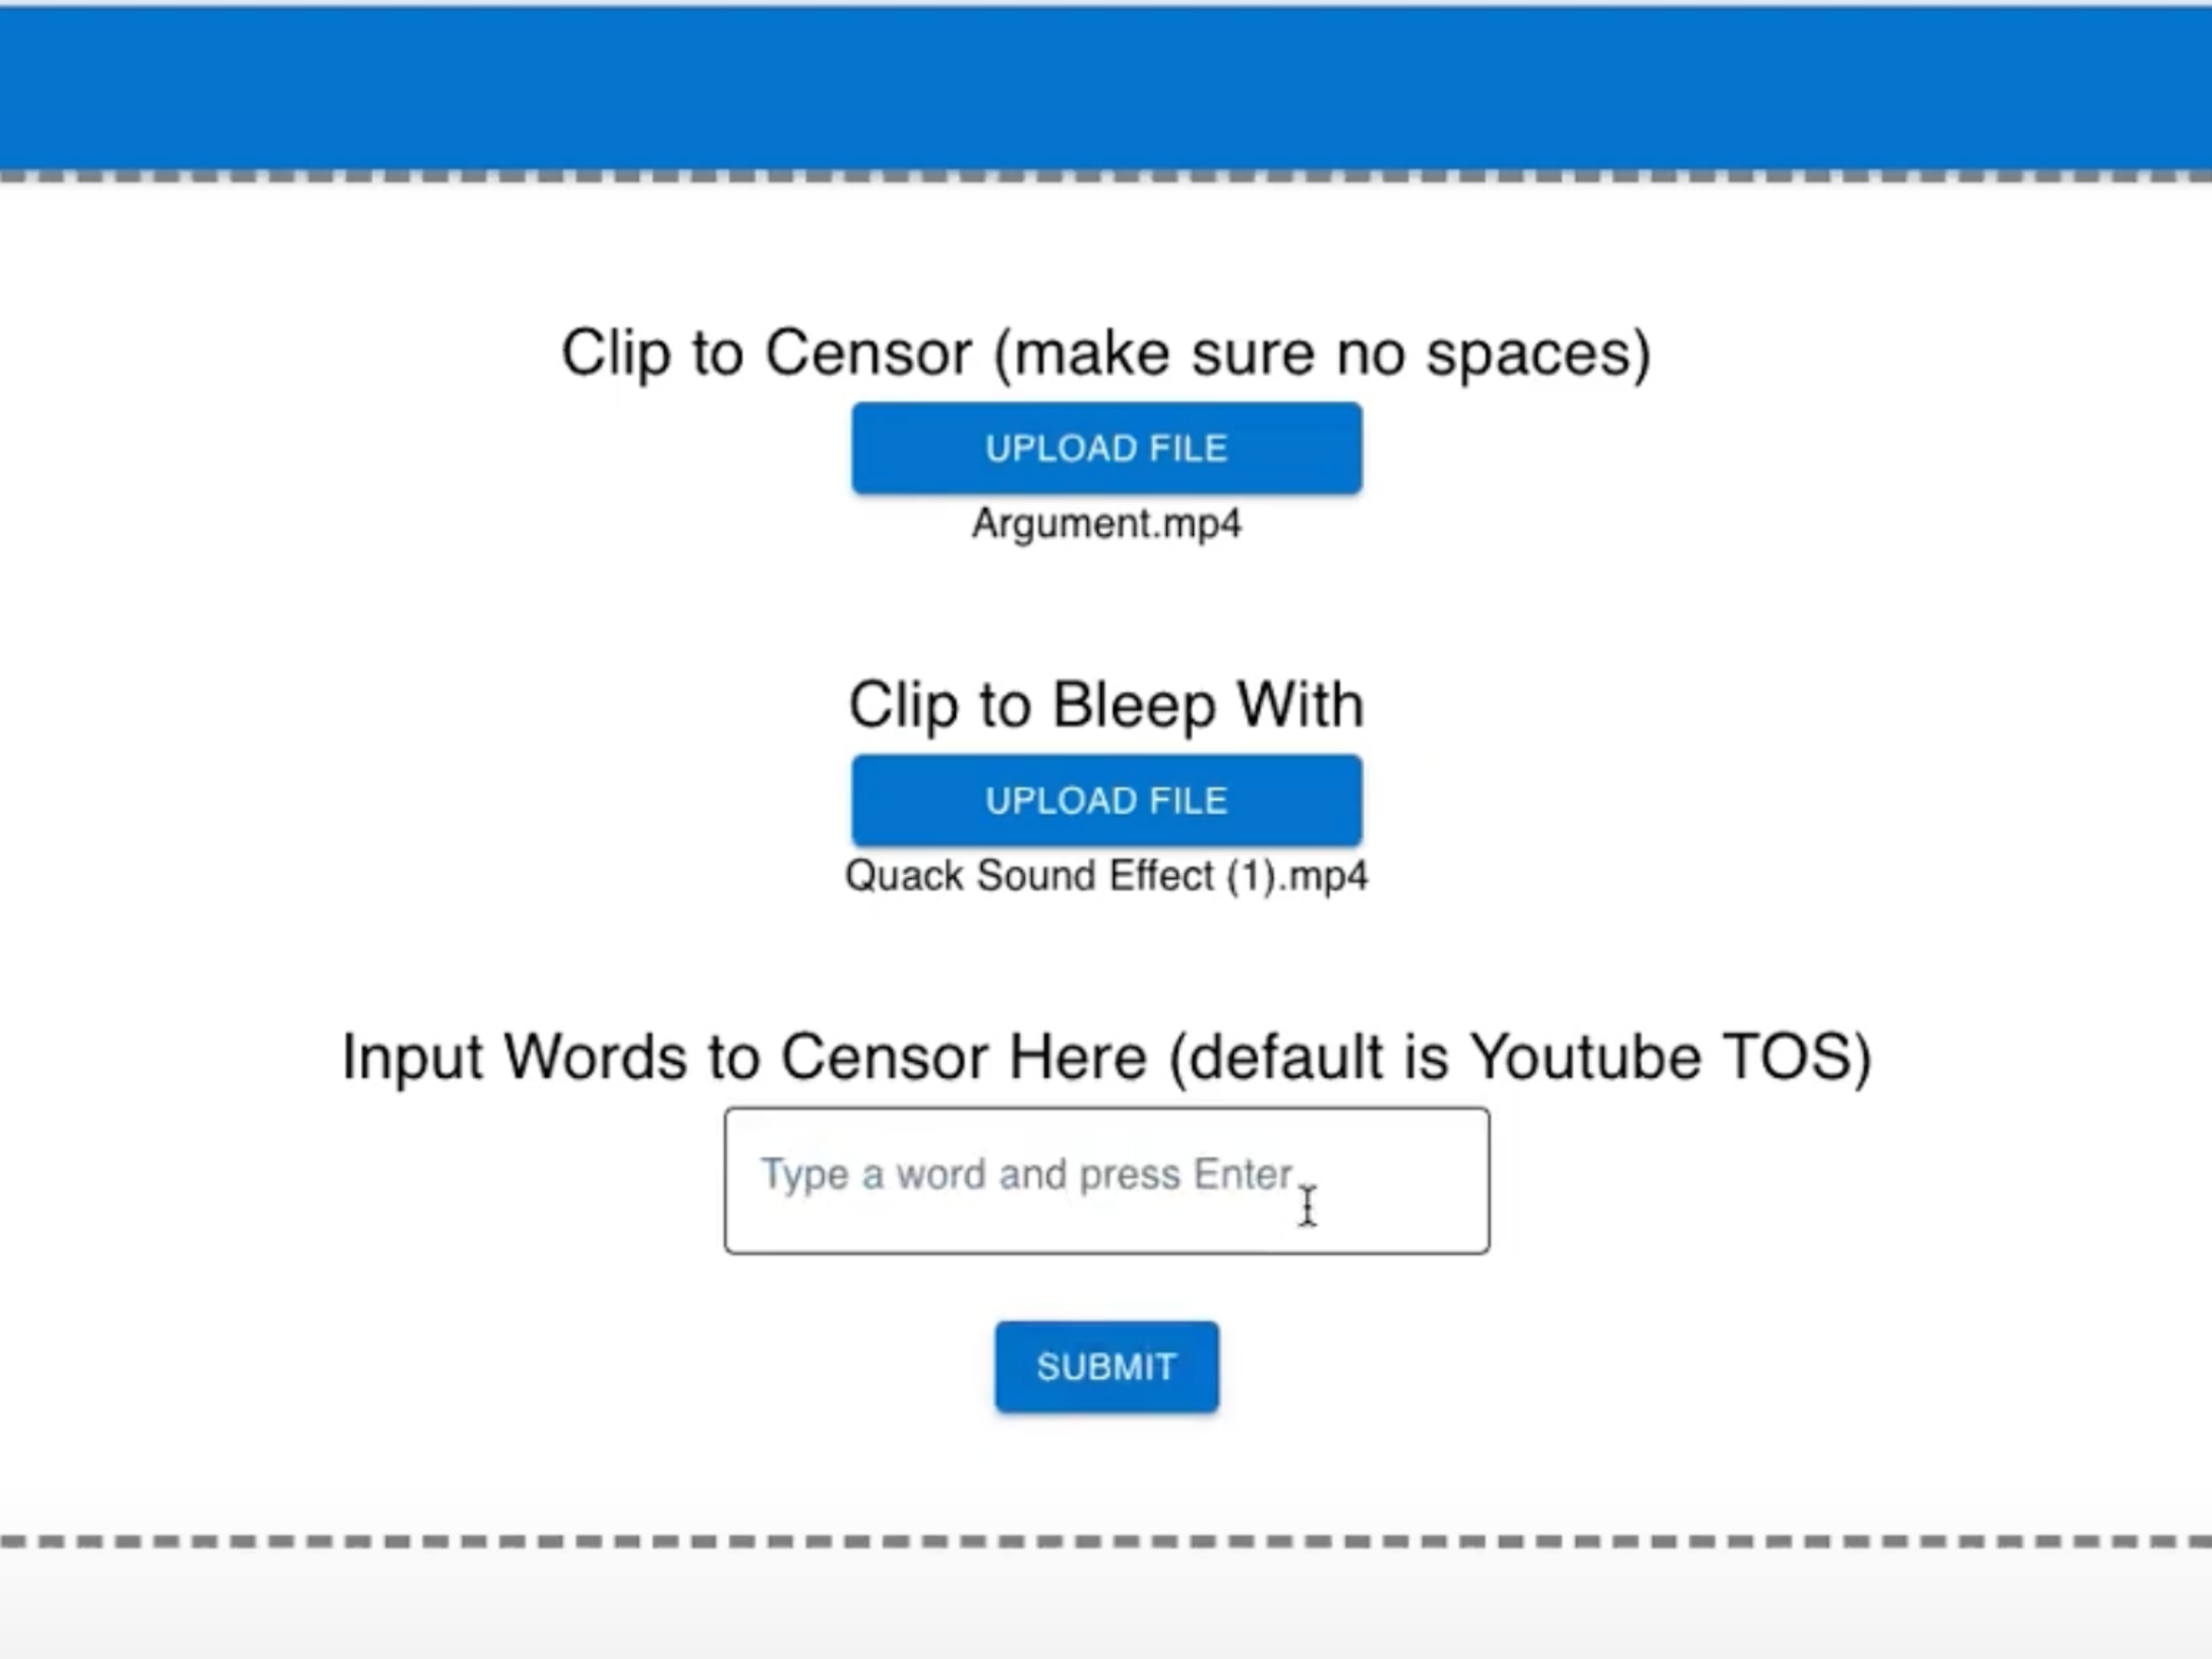 Clip to Censor (make sure no spaces)
UPLOAD FILE
Argument.mp4
Clip to Bleep With
UPLOAD FILE
Quack Sound Effect (1).mp4
Input Words to Censor Here (default is Youtube TOS)
Type a word and press Enter
SUBMIT